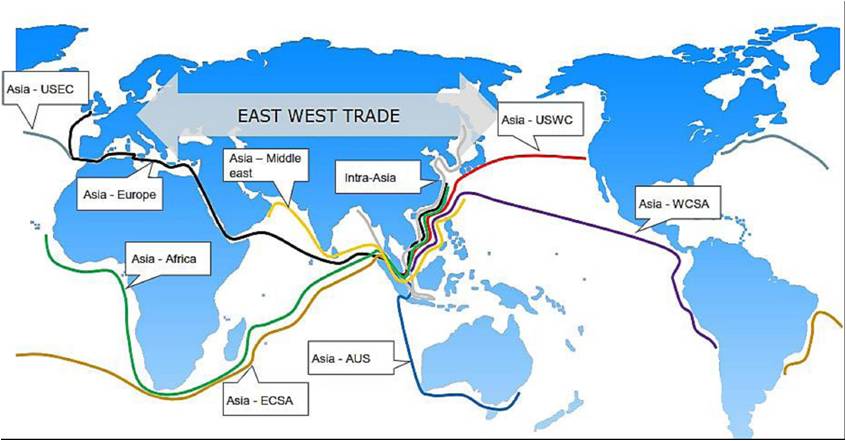 Asia - USEC
EAST WEST TRADE
Asia - USWC
Asia – Middle
east
Intra-Asia
Asia - Europe
Asia - WCSA
Asia - Africa
Asia - AUS
Asia - ECSA